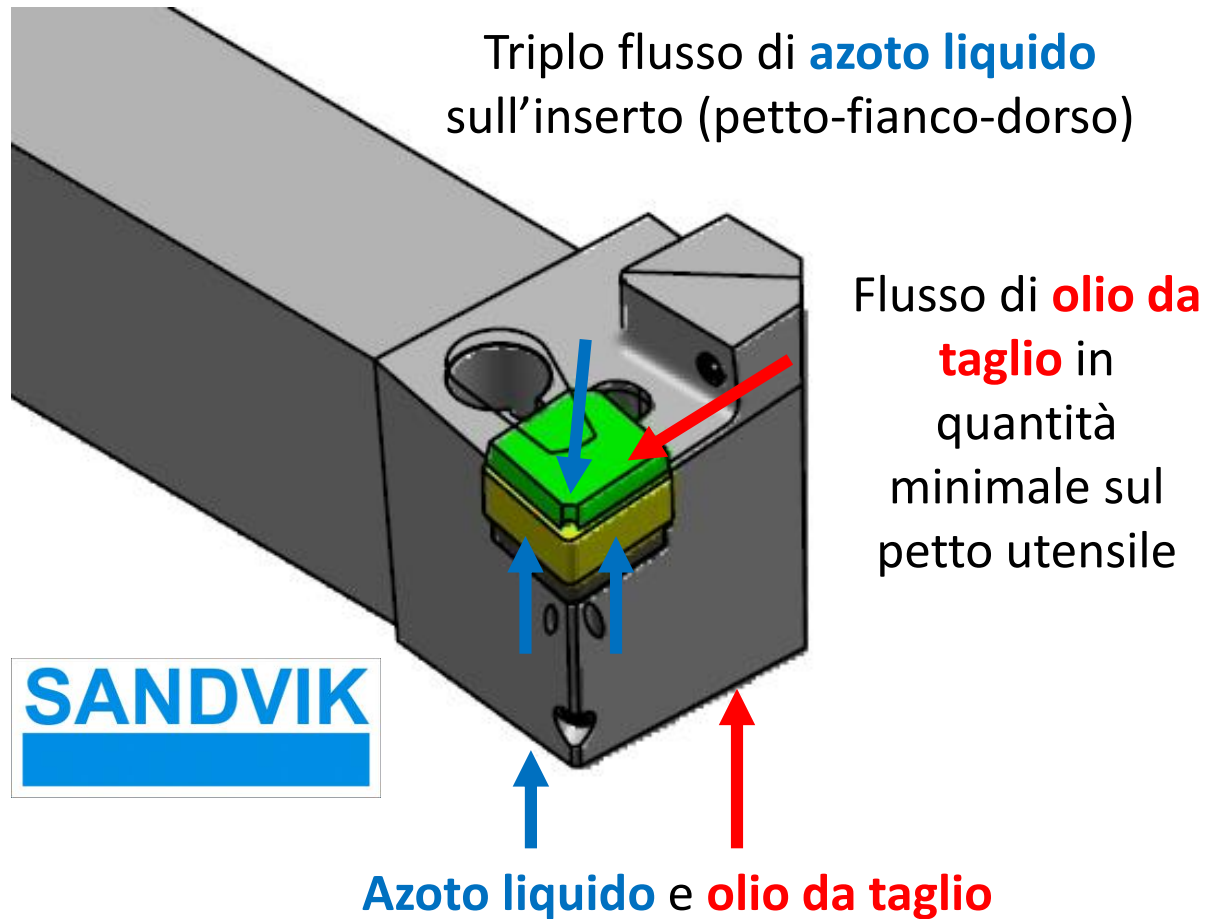 Triplo flusso di azoto liquido
sull’inserto (petto-fianco-dorso)
Flusso di olio da
taglio in
quantità
minimale sul
petto utensile
SANDVIK
Azoto liquido e olio da taglio